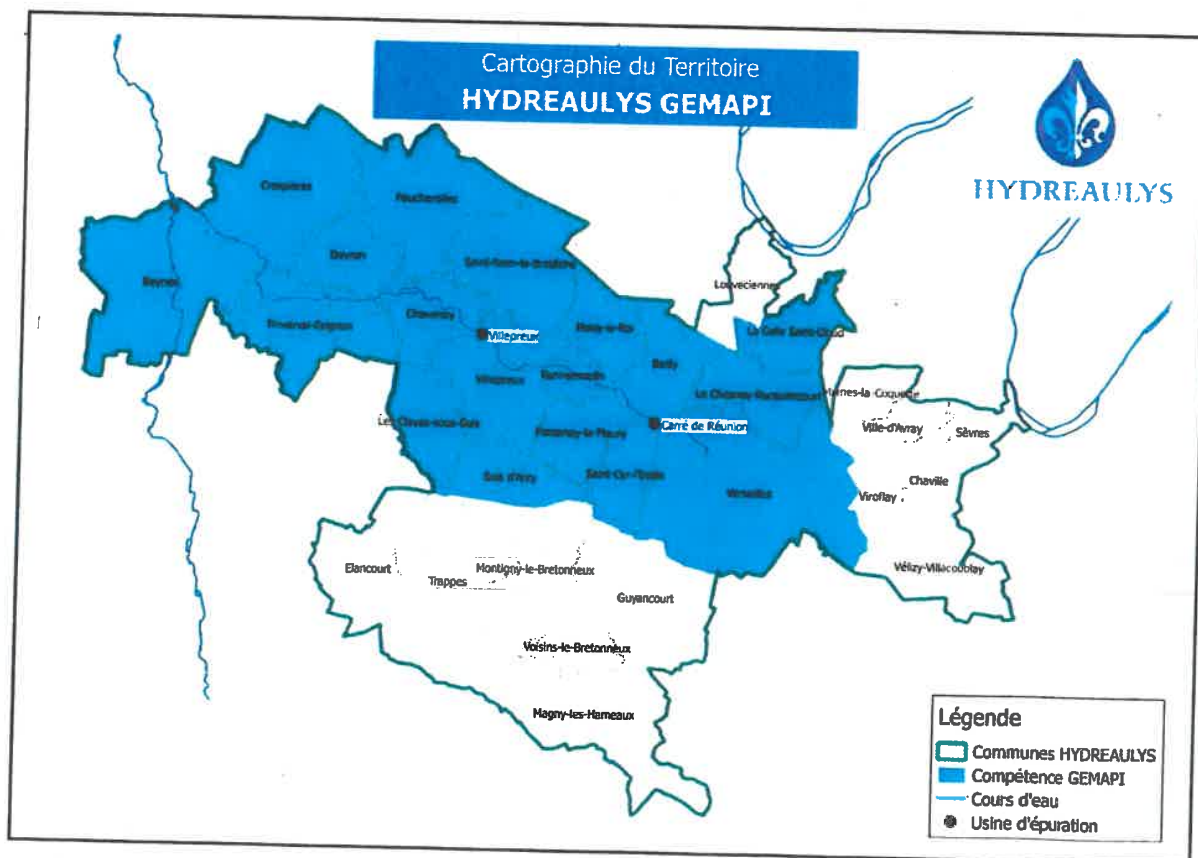 Cartographie du Territoire
HYDREAULYS GEMAPI
HYDREAULYS
Crespières
Feucherolles
Davron
Saint-Nom-la-Bretèche
Louveciennes
Beynes
Chavenay
Thiverval-Grignon
Villepreux
Noisy-le-Roi
La Celle Saint-Cloud
Bailly
Villepreux
Rennemoulin
Le Chesnay-Rocquencourt
Marnes-la-Coquette
Ville-d'Avray
Sèvres
Les Clayes-sous-Bois
Fontenay-le-Fleury
Carré de Réunion
Bois d'Arcy
Saint-Cyr-l'Ecole
Versailles
Viroflay
Chaville
Vélizy-Villacoublay
Elancourt
Trappes
Montigny-le-Bretonneux
Guyancourt
Voisins-le-Bretonneux
Magny-les-Hameaux
Légende
Communes HYDREAULYS
Compétence GEMAPI
Cours d'eau
Usine d'épuration